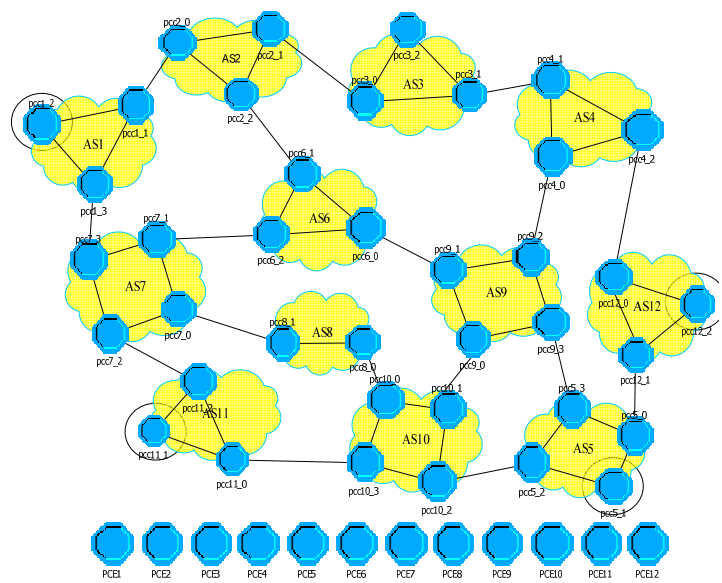 pcc2_0
pcc2_1
AS2
pcc3_2
pcc4_1
pcc3_0
AS3
pcc3_1
pcc1_2
pcc2_2
AS4
pcc1_1
AS1
pcc6_1
pcc4_2
pcc4_0
pcc1_3
pcc7_1
AS6
pcc7_3
pcc9_2
pcc6_2
pcc6_0
pcc9_1
AS7
AS9
pcc12_0
AS12
pcc8_1
AS8
pcc7_0
pcc12_2
pcc7_2
pcc9_3
pcc8_0
pcc9_0
pcc10_0
pcc12_1
pcc10_1
pcc5_3
AS11
pcc5_0
AS10
AS5
pcc11_1
pcc10_3
pcc5_2
pcc11_0
pcc10_2
pcc5_1
PCE1 PCE2 PCE3 PCE4 PCE5 PCE6 PCE7 PCE8 PCE9 PCE10 PCE11 PCE12